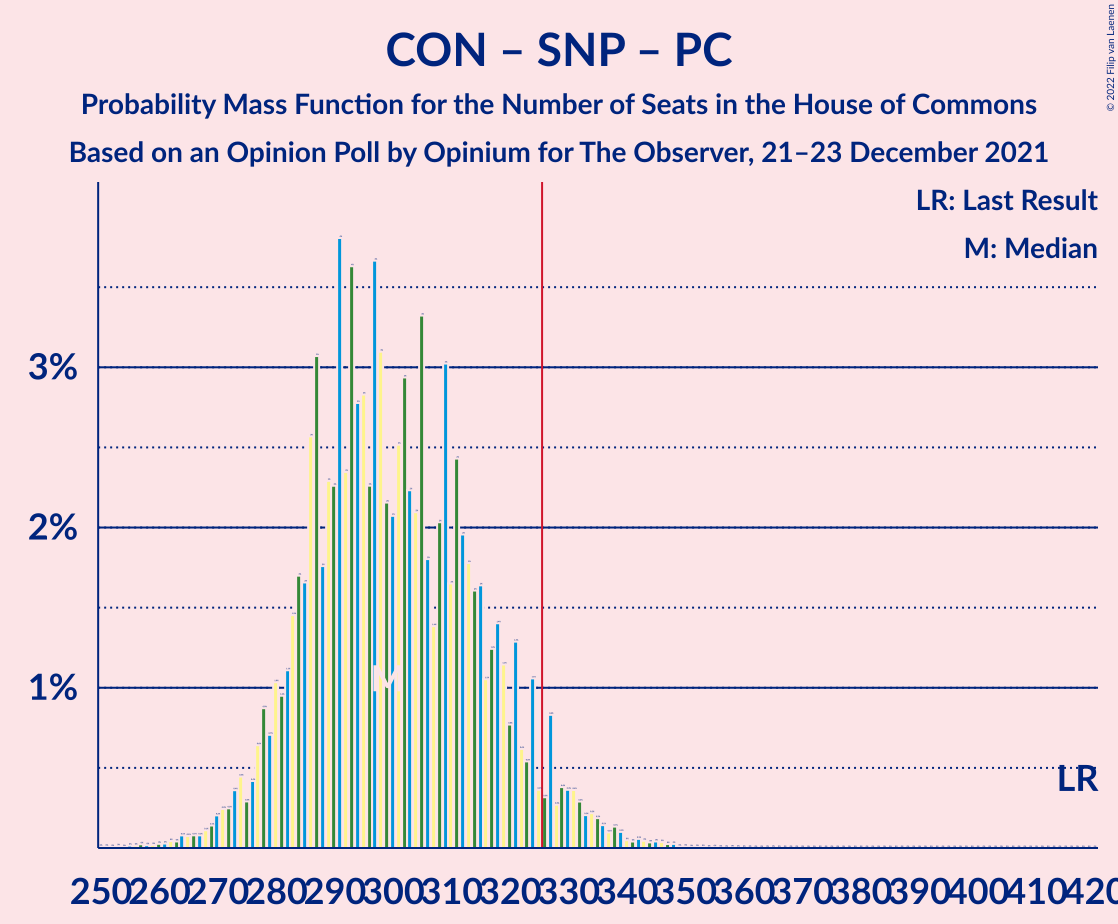 CON – SNP – PC
Probability Mass Function for the Number of Seats in the House of Commons
Based on an Opinion Poll by Opinium for The Observer, 21–23 December 2021
© 2022 Filip van Laenen
LR: Last Result
M: Median
3%
2%
1%
M
LR
250 260 270 280 290 300 310 320 330 340 350 360 370 380 390 400 410 420